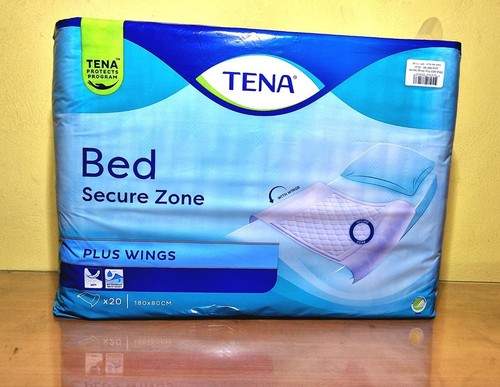 TENA
PROTECTS
PROGRAM
TENA®
Bed
Secure Zone
WITH WINGS
PLUS WINGS
x20 | 180x80CM